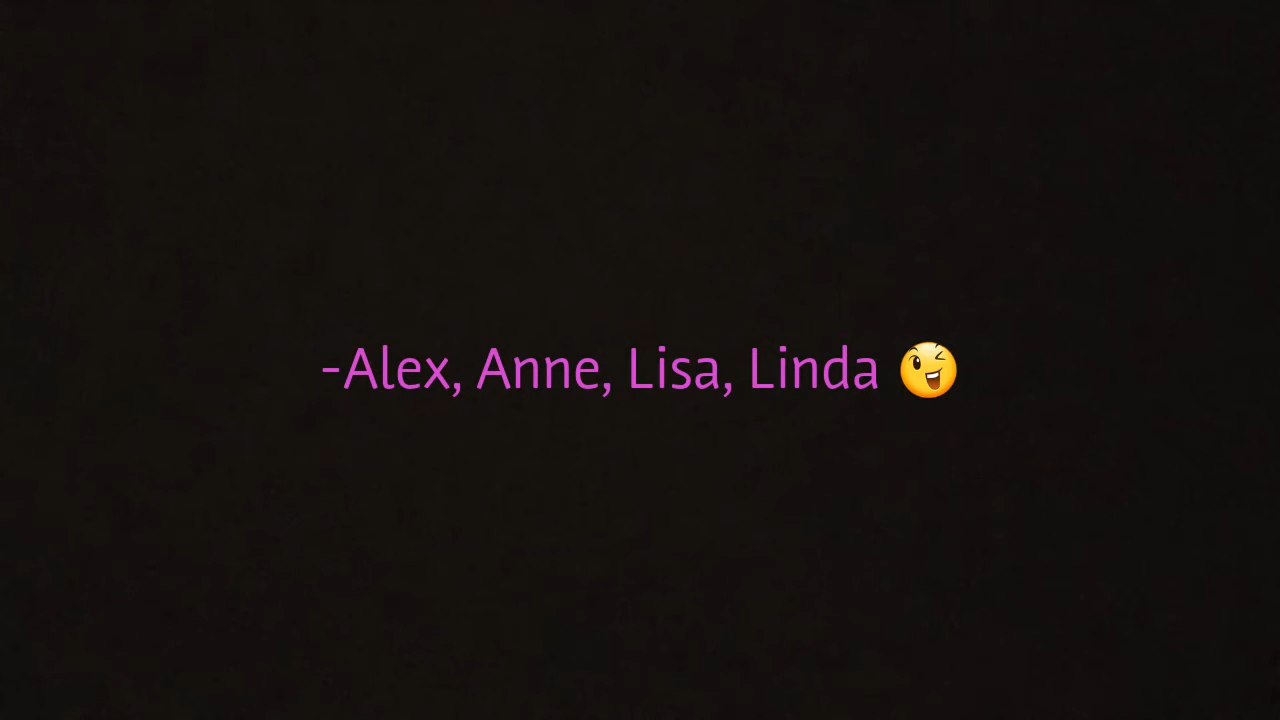 -Alex, Anne, Lisa, Linda 😉